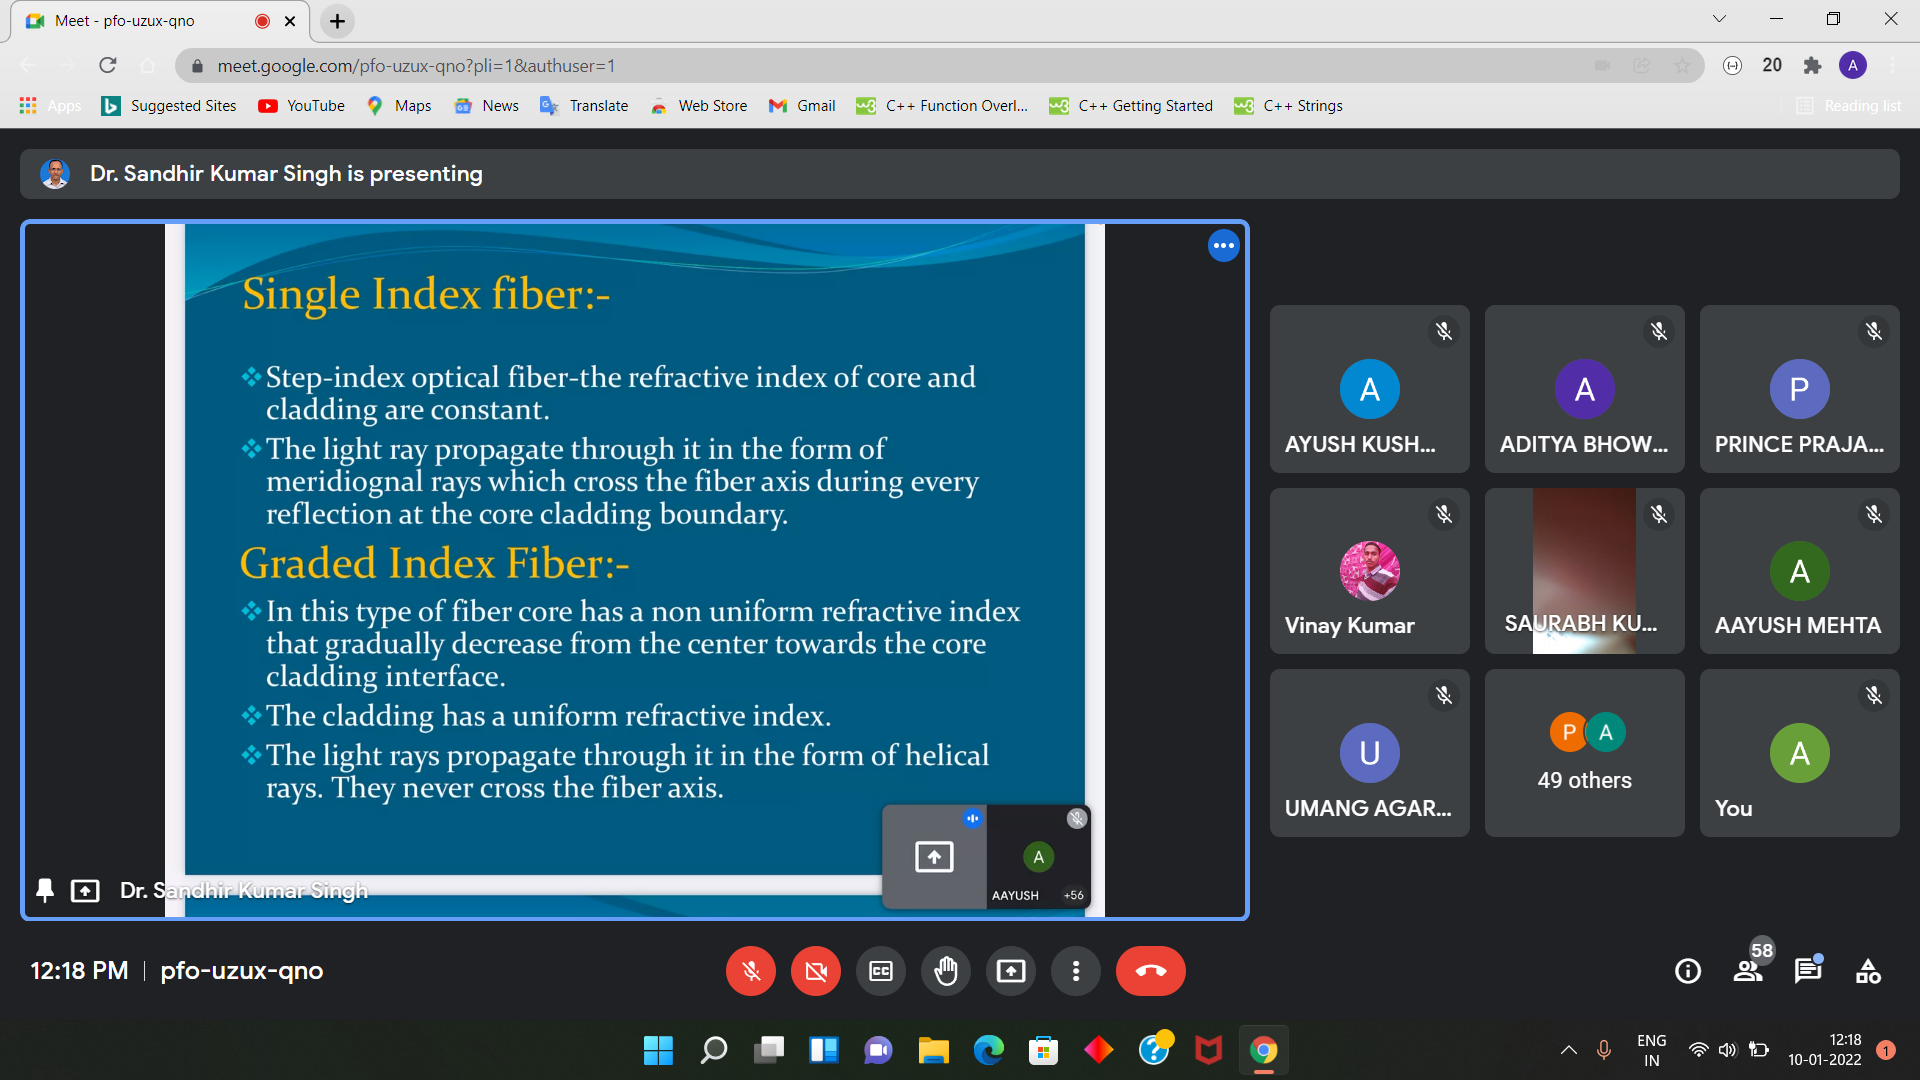 Meet - pfo-uzux-qno
meet.google.com/pfo-uzux-qno?pli=1&authuser=1
20
A
Apps
Suggested Sites
YouTube
Maps
News
Translate
Web Store
Gmail
C++ Function Overl...
C++ Getting Started
C++ Strings
Reading list
Dr. Sandhir Kumar Singh is presenting
Single Index fiber:-
Step-index optical fiber-the refractive index of core and
cladding are constant.
The light ray propagate through it in the form of
meridiognal rays which cross the fiber axis during every
reflection at the core cladding boundary.
Graded Index Fiber:-
In this type of fiber core has a non uniform refractive index
that gradually decrease from the center towards the core
cladding interface.
The cladding has a uniform refractive index.
The light rays propagate through it in the form of helical
rays. They never cross the fiber axis.
A
AAYUSH
+56
Dr. Sandhir Kumar Singh
A
AYUSH KUSH...
A
ADITYA BHOW...
P
PRINCE PRAJA...
Vinay Kumar
SAURABH KU...
A
AAYUSH MEHTA
U
UMANG AGAR...
P
A
49 others
A
You
12:18 PM
pfo-uzux-qno
CC
58
ENG
IN
12:18
10-01-2022
1